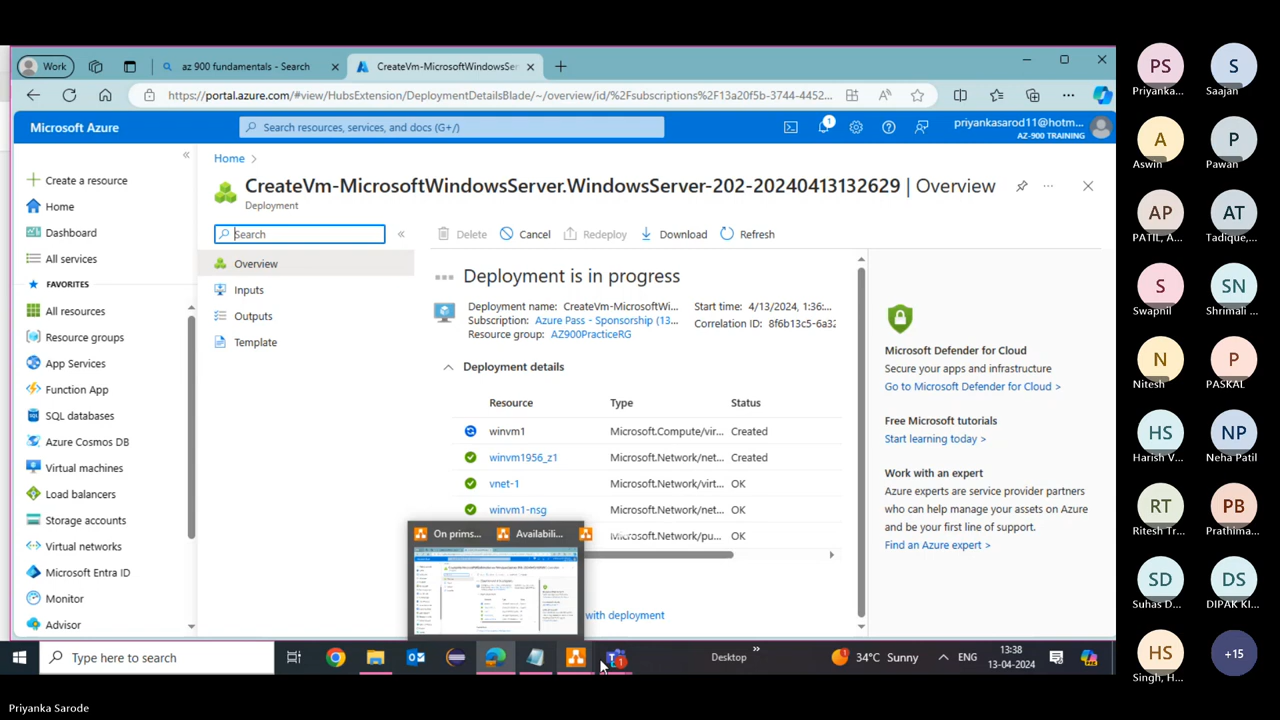 Work
az 900 fundamentals - Search
CreateVm-MicrosoftWindowsSer
https://portal.azure.com/#view/HubsExtension/DeploymentDetailsBlade/~/overview/id/%2Fsubscriptions%2F13a20f5b-3744-4452...
Microsoft Azure
Search resources, services, and docs (G+/)
1
priyankasarod11@hotm...
AZ-900 TRAINING
Create a resource
Home
Dashboard
All services
FAVORITES
All resources
Resource groups
App Services
Function App
SQL databases
Azure Cosmos DB
Virtual machines
Load balancers
Storage accounts
Virtual networks
Microsoft Entra ID
Monitor
Advisor
Home
CreateVm-MicrosoftWindowsServer.WindowsServer-202-20240413132629 | Overview
Deployment
Search
Overview
Inputs
Outputs
Template
Delete
Cancel
Redeploy
Download
Refresh
Deployment is in progress
Deployment name: CreateVm-MicrosoftWi...
Subscription: Azure Pass - Sponsorship (13...
Resource group: AZ900PracticeRG
Start time: 4/13/2024, 1:36:...
Correlation ID: 8f6b13c5-6a32
Deployment details
Resource Type Status
winvm1 Microsoft.Compute/vir... Created
winvm1956_z1 Microsoft.Network/net... Created
vnet-1 Microsoft.Network/virt... OK
winvm1-nsg Microsoft.Network/net... OK
Microsoft.Network/pu... OK
with deployment
On prims...
Availabili...
Microsoft Defender for Cloud
Secure your apps and infrastructure
Go to Microsoft Defender for Cloud >
Free Microsoft tutorials
Start learning today >
Work with an expert
Azure experts are service provider partners
who can help manage your assets on Azure
and be your first line of support.
Find an Azure expert >
Type here to search
1
Desktop
34°C Sunny
ENG
13:38
13-04-2024
PS
Priyanka...
S
Saajan
A
Aswin
P
Pawan
AP
PATIL, A...
AT
Tadique,...
S
Swapnil
SN
Shrimali ...
N
Nitesh
P
PASKAL
HS
Harish V...
NP
Neha Patil
RT
Ritesh Tr...
PB
Prathima...
SD
Suhas D...
DS
DIPAK KI...
HS
Singh, H...
+15
Priyanka Sarode